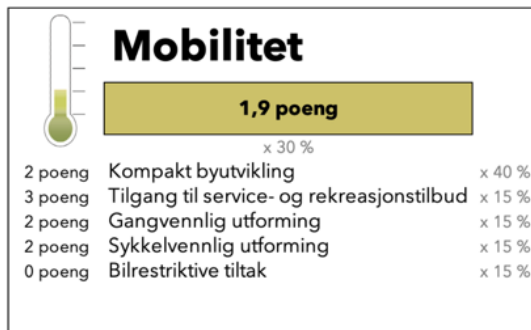 Mobilitet
1,9 poeng
x 30 %
2 poeng Kompakt byutvikling x 40 %
3 poeng Tilgang til service- og rekreasjonstilbud x 15 %
2 poeng Gangvennlig utforming x 15 %
2 poeng Sykkelvennlig utforming x 15 %
0 poeng Bilrestriktive tiltak x 15 %